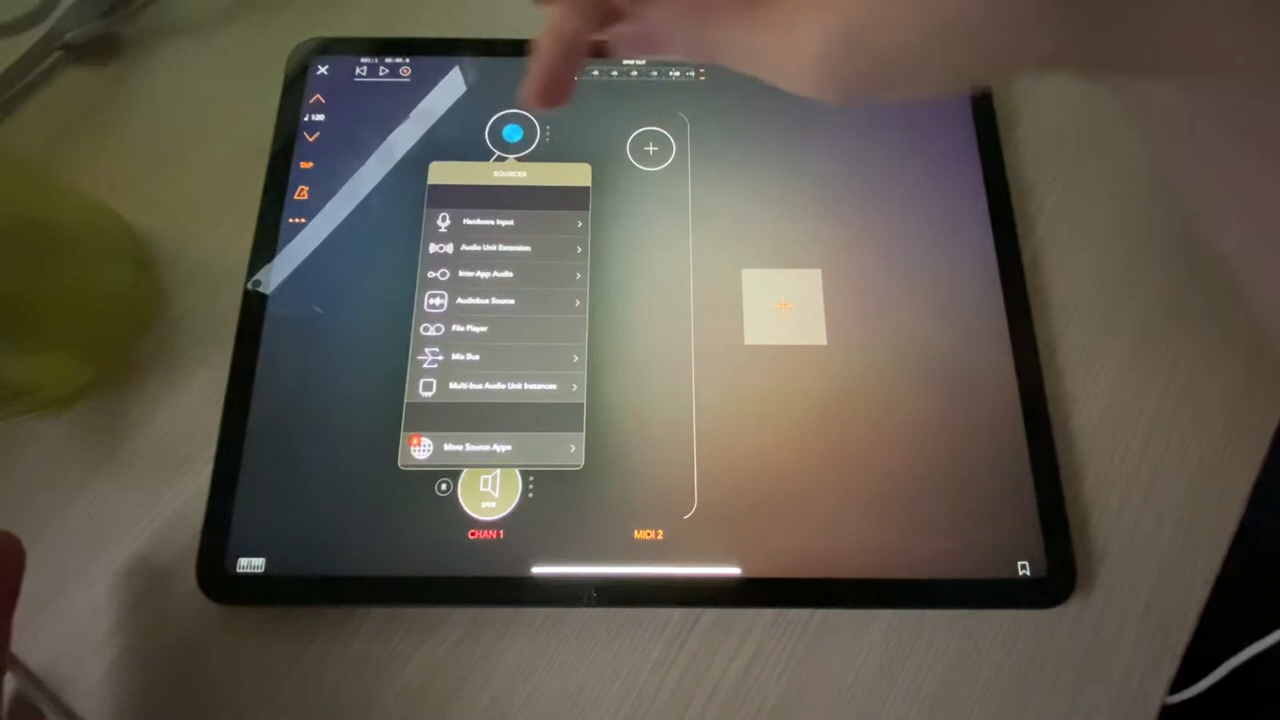 120
TAP
SOURCES
Hardware Input
Audio Unit Extension
Inter-App Audio
Audiobus Source
File Player
Mix Bus
Multi-bus Audio Unit Instances
More Source Apps
R
SPKR
CHAN 1
MIDI 2